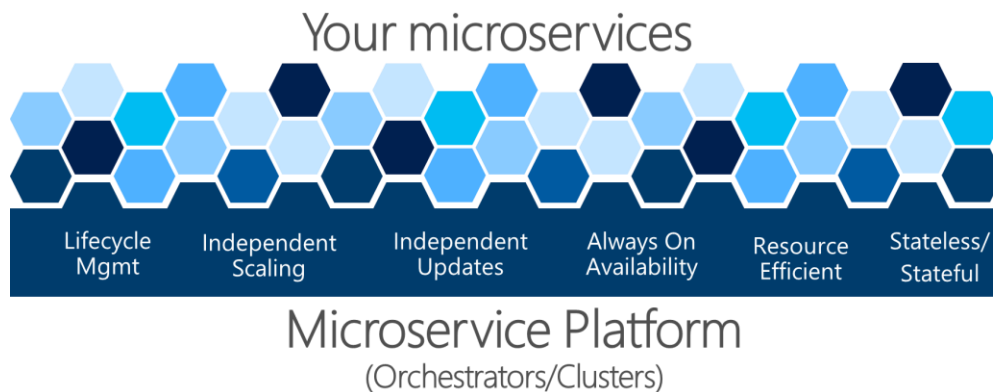 Your microservices
Lifecycle
Mgmt
Independent
Scaling
Independent
Updates
Always On
Availability
Resource
Efficient
Stateless/
Stateful
Microservice Platform
(Orchestrators/Clusters)